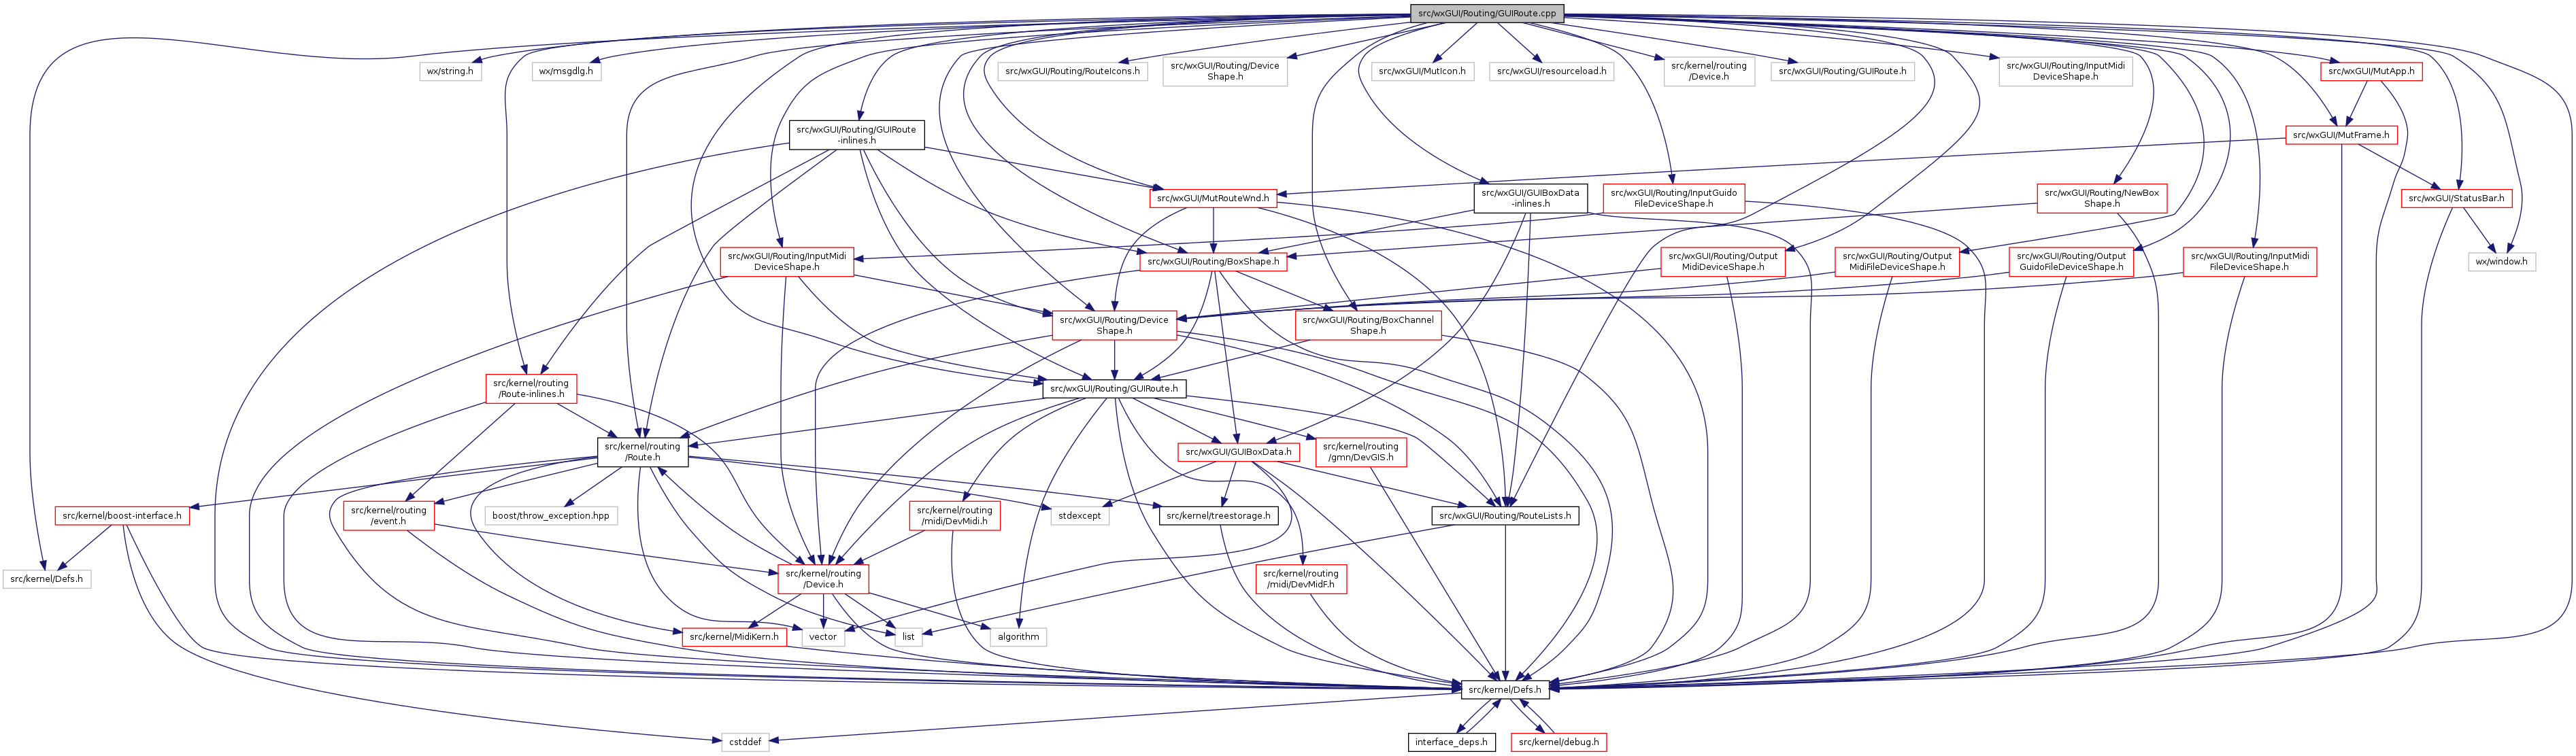 src/wxGUI/Routing/GUIRoute.cpp
wx/string.h
wx/msgdlg.h
src/wxGUI/Routing/RouteIcons.h
src/wxGUI/Routing/Device
Shape.h
src/wxGUI/MutIcon.h
src/wxGUI/resourceload.h
src/kernel/routing
/Device.h
src/wxGUI/Routing/GUIRoute.h
src/wxGUI/Routing/InputMidi
DeviceShape.h
src/wxGUI/MutApp.h
src/wxGUI/Routing/GUIRoute
-inlines.h
src/wxGUI/MutFrame.h
src/wxGUI/MutRouteWnd.h
src/wxGUI/GUIBoxData
-inlines.h
src/wxGUI/Routing/InputGuido
FileDeviceShape.h
src/wxGUI/Routing/NewBox
Shape.h
src/wxGUI/StatusBar.h
src/wxGUI/Routing/InputMidi
DeviceShape.h
src/wxGUI/Routing/BoxShape.h
src/wxGUI/Routing/Output
MidiDeviceShape.h
src/wxGUI/Routing/Output
MidiFileDeviceShape.h
src/wxGUI/Routing/Output
GuidoFileDeviceShape.h
src/wxGUI/Routing/InputMidi
FileDeviceShape.h
wx/window.h
src/wxGUI/Routing/Device
Shape.h
src/wxGUI/Routing/BoxChannel
Shape.h
src/kernel/routing
/Route-inlines.h
src/wxGUI/Routing/GUIRoute.h
src/kernel/routing
/Route.h
src/wxGUI/GUIBoxData.h
src/kernel/routing
/gmn/DevGIS.h
src/kernel/boost-interface.h
src/kernel/routing
/event.h
boost/throw_exception.hpp
src/kernel/routing
/midi/DevMidi.h
stdexcept
src/kernel/treestorage.h
src/wxGUI/Routing/RouteLists.h
src/kernel/Defs.h
src/kernel/routing
/Device.h
src/kernel/routing
/midi/DevMidF.h
src/kernel/MidiKern.h
vector
list
algorithm
src/kernel/Defs.h
cstddef
interface_deps.h
src/kernel/debug.h